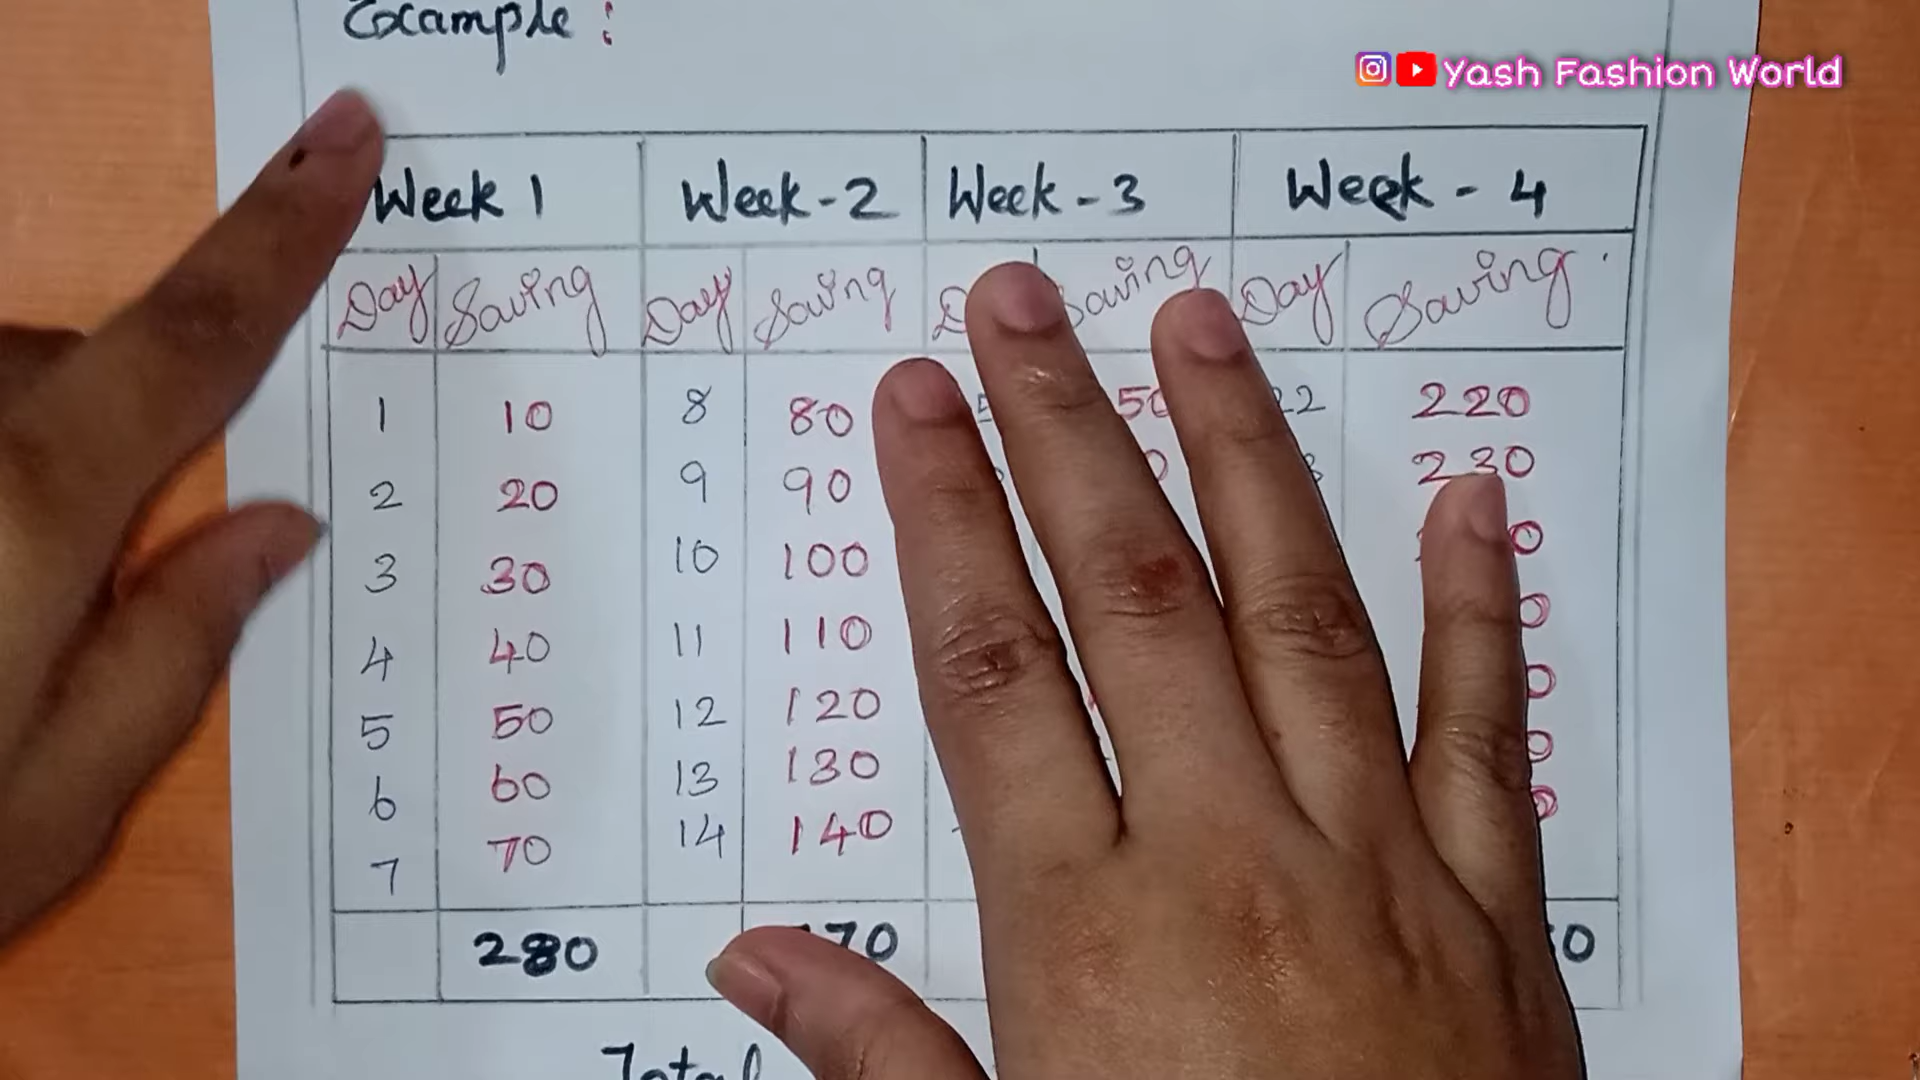 Example :
Yash Fashion World
Week 1 Week - 2 Week - 3 Week - 4
Day Saving Day Saving Saving Day Saving
1 10 8 80 220
2 20 9 90 230
3 30 10 100
4 40 11 110
5 50 12 120
6 60 13 130
7 70 14 140
280
Total